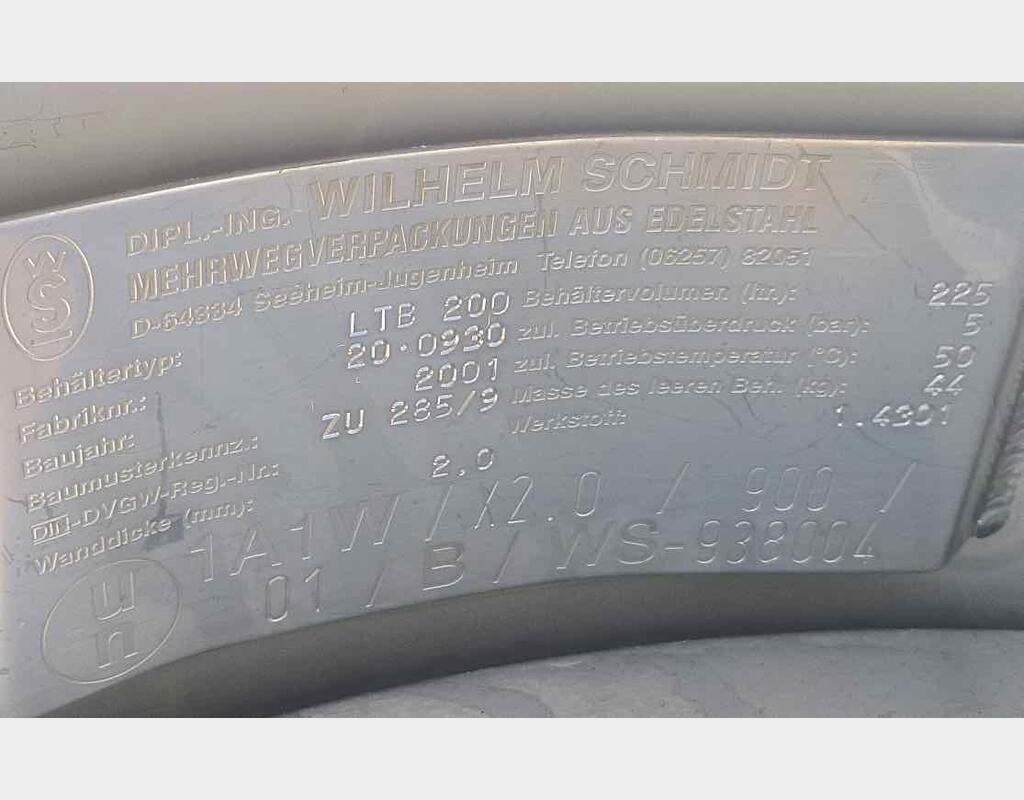 WS
DIPL.-ING. WILHELM SCHMIDT
MEHRWEGVERPACKUNGEN AUS EDELSTAHL
D-64334 Seeheim-Jugenheim Telefon (06257) 82051
Behältertyp: LTB 200
Fabriknr.: 20·0930
Baujahr: 2001
Baumusterkennz.: ZU 285/9
DIN-DVGW-Reg.-Nr.:
Wanddicke (mm): 2.0
Behältervolumen (ltr): 225
zul. Betriebsüberdruck (bar): 5
zul. Betriebstemperatur (°C): 50
Masse des leeren Beh. (kg): 44
Werkstoff: 1.4301
un
1A1W / X2.0 / 900 /
01 / B / WS-938004